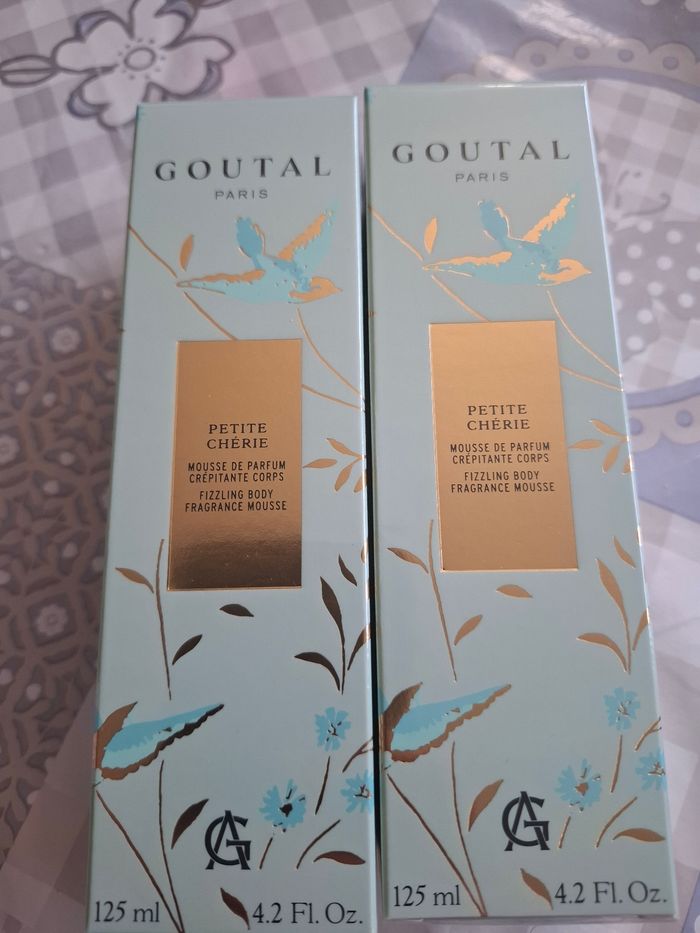 GOUTAL
PARIS
PETITE
CHÉRIE
MOUSSE DE PARFUM
CRÉPITANTE CORPS
FIZZLING BODY
FRAGRANCE MOUSSE
AG
125 ml 4.2 Fl. Oz.
GOUTAL
PARIS
PETITE
CHÉRIE
MOUSSE DE PARFUM
CRÉPITANTE CORPS
FIZZLING BODY
FRAGRANCE MOUSSE
AG
125 ml 4.2 Fl. Oz.